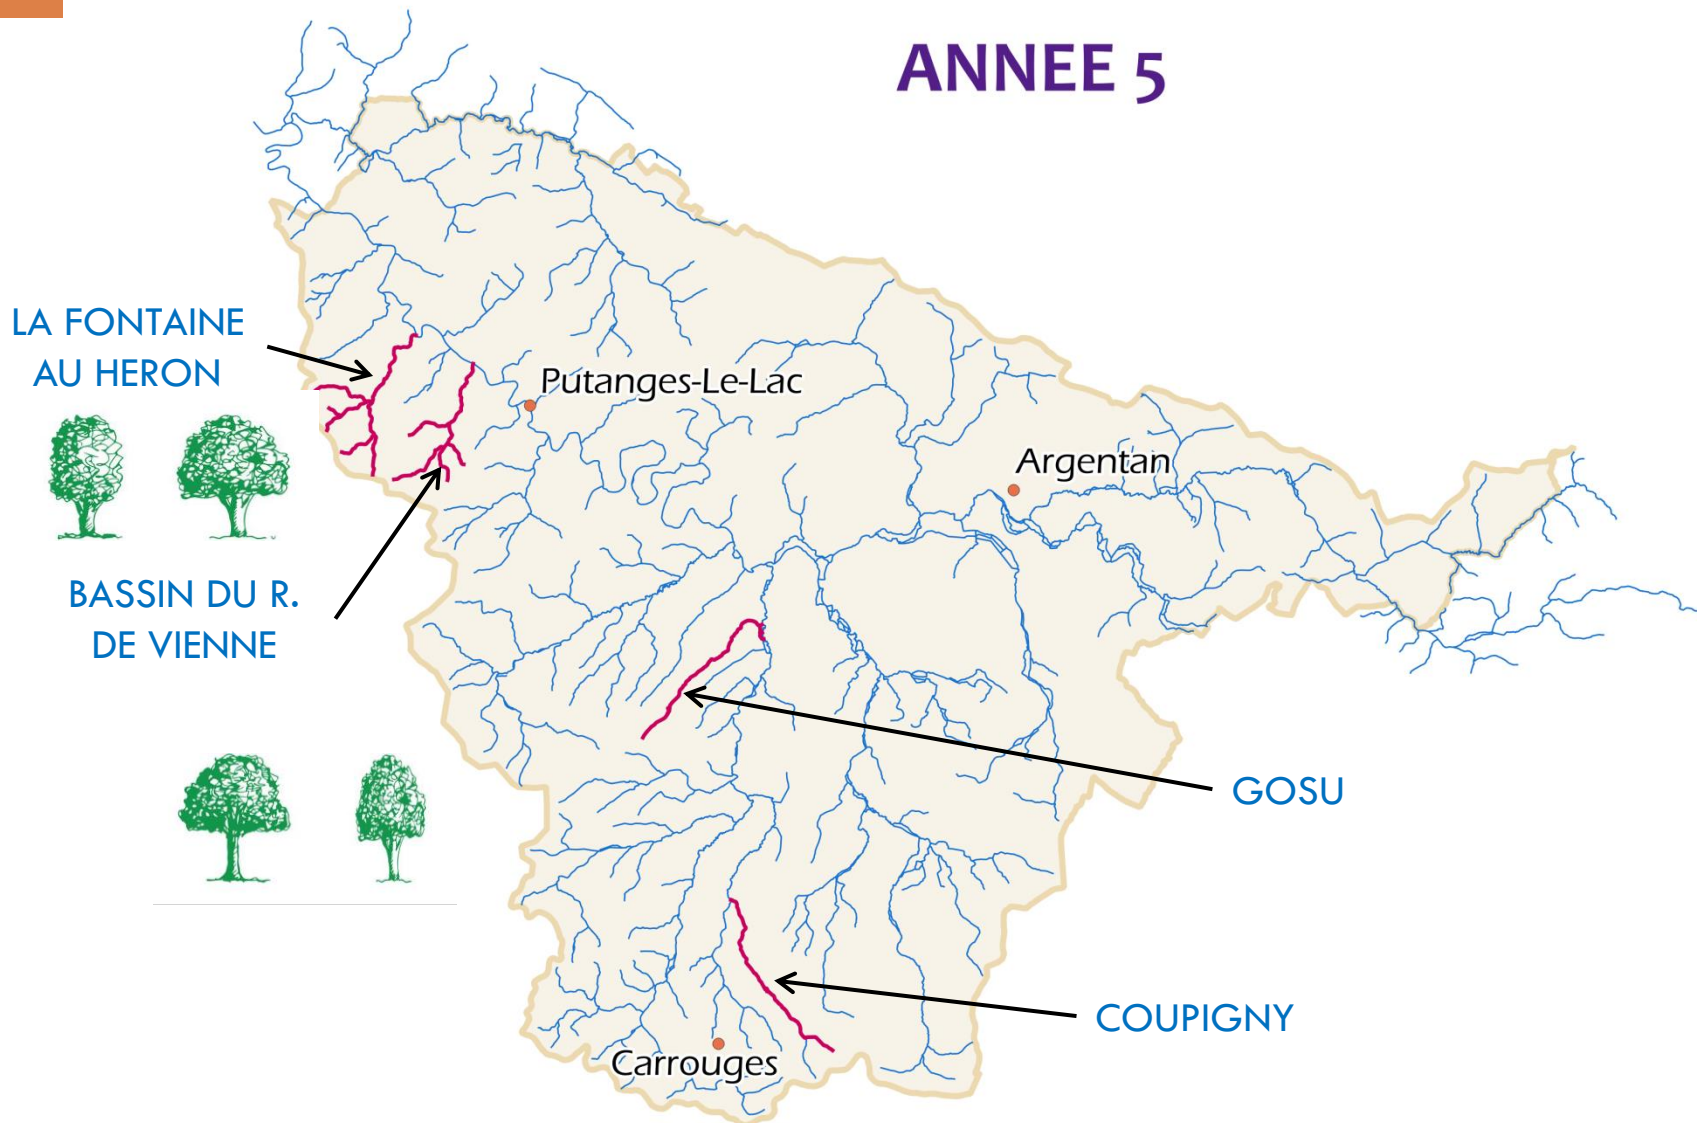 ANNEE 5
LA FONTAINE
AU HERON
Putanges-Le-Lac
Argentan
BASSIN DU R.
DE VIENNE
GOSU
COUPIGNY
Carrouges